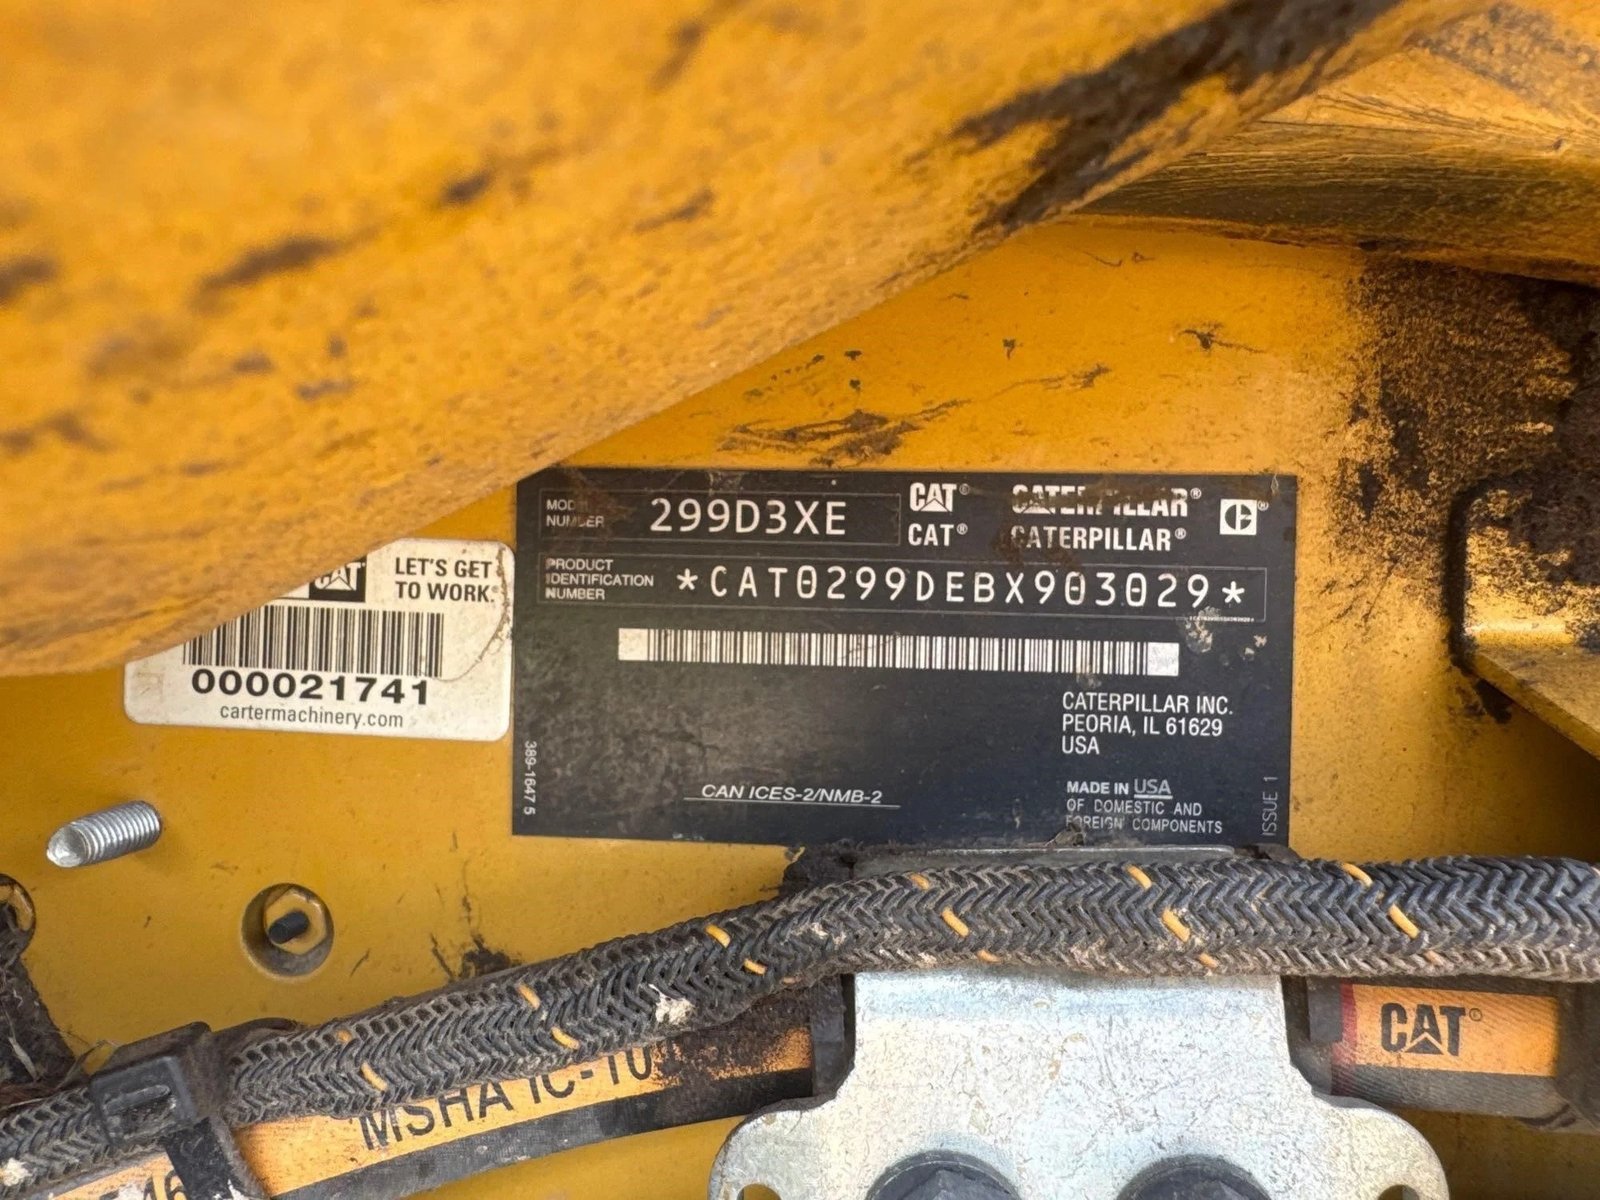 MODEL NUMBER 299D3XE
CAT® CATERPILLAR®
CAT® CATERPILLAR®
PRODUCT IDENTIFICATION NUMBER *CAT0299DEBX903029*
CATERPILLAR INC.
PEORIA, IL 61629
USA
CAN ICES-2/NMB-2
MADE IN USA
OF DOMESTIC AND
FOREIGN COMPONENTS
389-1647 5
ISSUE 1
CAT LET'S GET
TO WORK.
000021741
cartermachinery.com
MSHA IC-10
CAT®
46